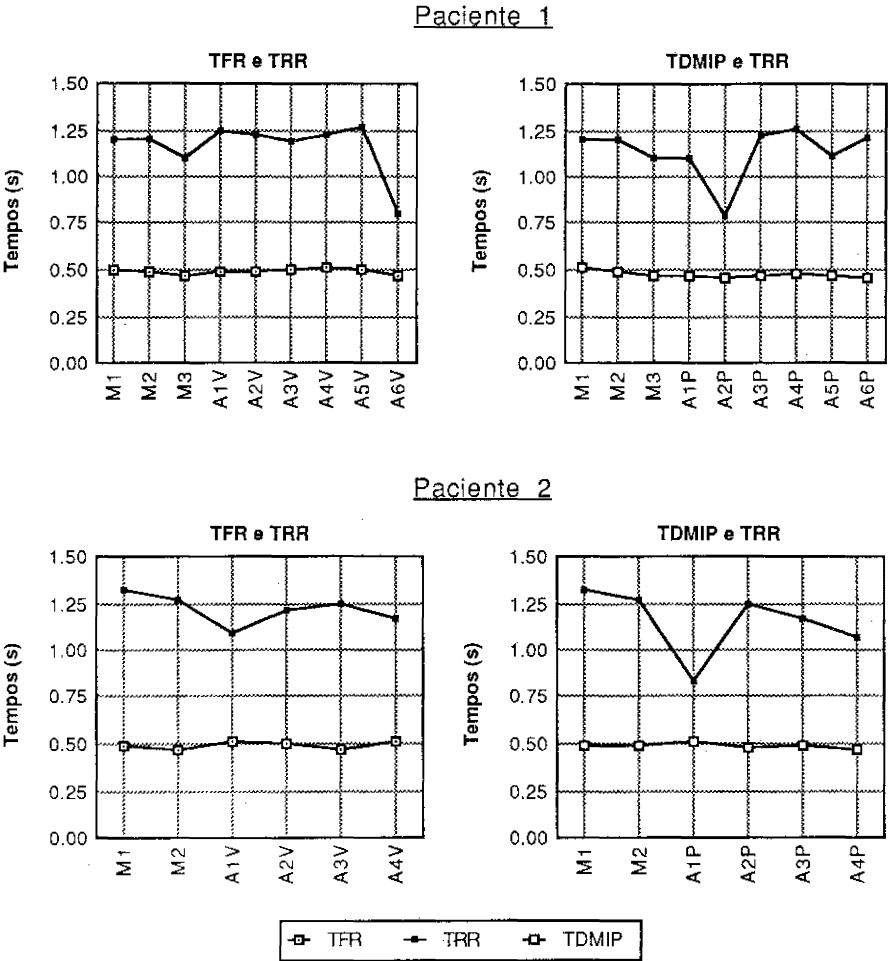 Paciente 1
TFR e TRR
Tempos (s)
1.50
1.25
1.00
0.75
0.50
0.25
0.00
M1 M2 M3 A1V A2V A3V A4V A5V A6V
TDMIP e TRR
Tempos (s)
1.50
1.25
1.00
0.75
0.50
0.25
0.00
M1 M2 M3 A1P A2P A3P A4P A5P A6P
Paciente 2
TFR e TRR
Tempos (s)
1.50
1.25
1.00
0.75
0.50
0.25
0.00
M1 M2 A1V A2V A3V A4V
TDMIP e TRR
Tempos (s)
1.50
1.25
1.00
0.75
0.50
0.25
0.00
M1 M2 A1P A2P A3P A4P
TFR TRR TDMIP